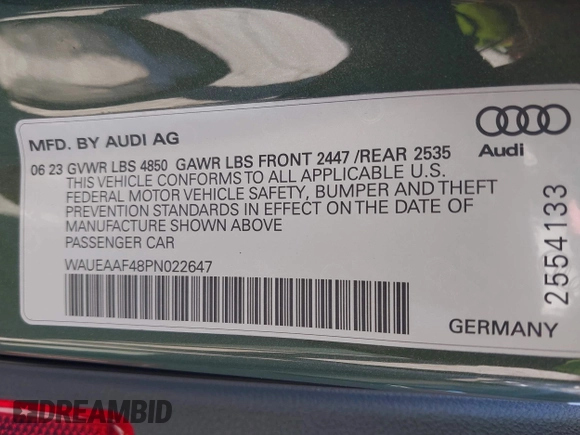 MFD. BY AUDI AG
Audi
06 23 GVWR LBS 4850 GAWR LBS FRONT 2447 /REAR 2535
THIS VEHICLE CONFORMS TO ALL APPLICABLE U.S.
FEDERAL MOTOR VEHICLE SAFETY, BUMPER AND THEFT
PREVENTION STANDARDS IN EFFECT ON THE DATE OF
MANUFACTURE SHOWN ABOVE
PASSENGER CAR
WAUEAAF48PN022647
2554133
GERMANY
DREAMBID